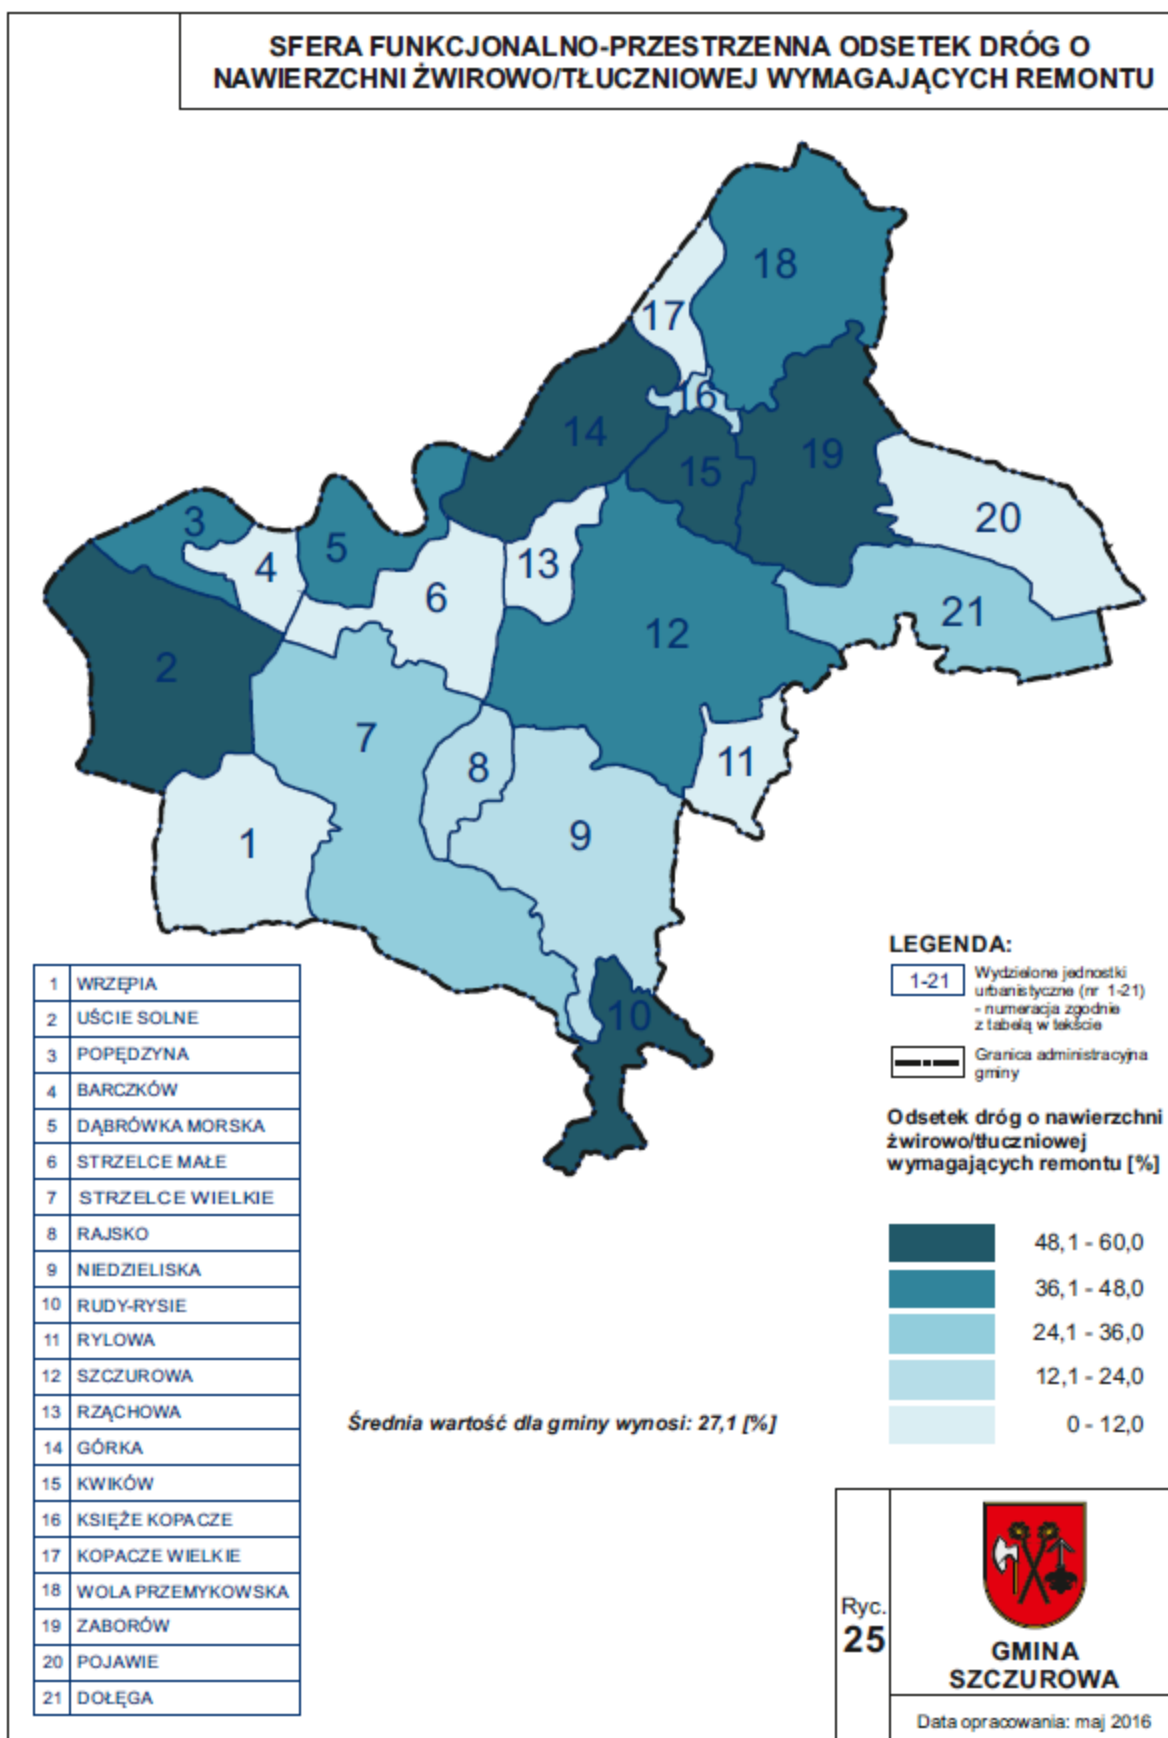 SFERA FUNKCJONALNO-PRZESTRZENNA ODSETEK DRÓG O
NAWIERZCHNI ŻWIROWO/TŁUCZNIOWEJ WYMAGAJĄCYCH REMONTU
18
17
16
14
19
15
20
3
5
4
13
6
21
12
2
7
8
11
1
9
10
1 WRZĘPIA
2 UŚCIE SOLNE
3 POPĘDZYNA
4 BARCZKÓW
5 DĄBRÓWKA MORSKA
6 STRZELCE MAŁE
7 STRZELCE WIELKIE
8 RAJSKO
9 NIEDZIELISKA
10 RUDY-RYSIE
11 RYLOWA
12 SZCZUROWA
13 RZĄCHOWA
14 GÓRKA
15 KWIKÓW
16 KSIĘŻE KOPACZE
17 KOPACZE WIELKIE
18 WOLA PRZEMYKOWSKA
19 ZABORÓW
20 POJAWIE
21 DOŁĘGA
Średnia wartość dla gminy wynosi: 27,1 [%]
LEGENDA:
1-21
Wydzielone jednostki
urbanistyczne (nr 1-21)
- numeracja zgodnie
z tabelą w tekście
Granica administracyjna
gminy
Odsetek dróg o nawierzchni
żwirowo/tłuczniowej
wymagających remontu [%]
48,1 - 60,0
36,1 - 48,0
24,1 - 36,0
12,1 - 24,0
0 - 12,0
Ryc.
25
GMINA
SZCZUROWA
Data opracowania: maj 2016